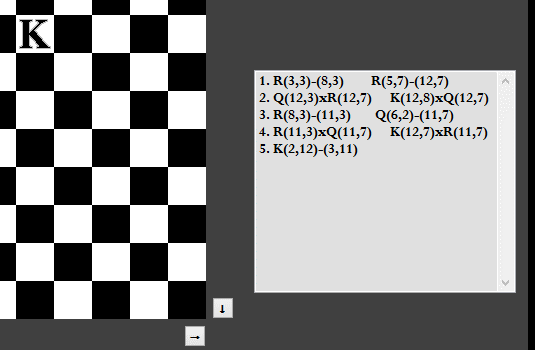 K
1. R(3,3)-(8,3) R(5,7)-(12,7)
2. Q(12,3)xR(12,7) K(12,8)xQ(12,7)
3. R(8,3)-(11,3) Q(6,2)-(11,7)
4. R(11,3)xQ(11,7) K(12,7)xR(11,7)
5. K(2,12)-(3,11)
↓
→